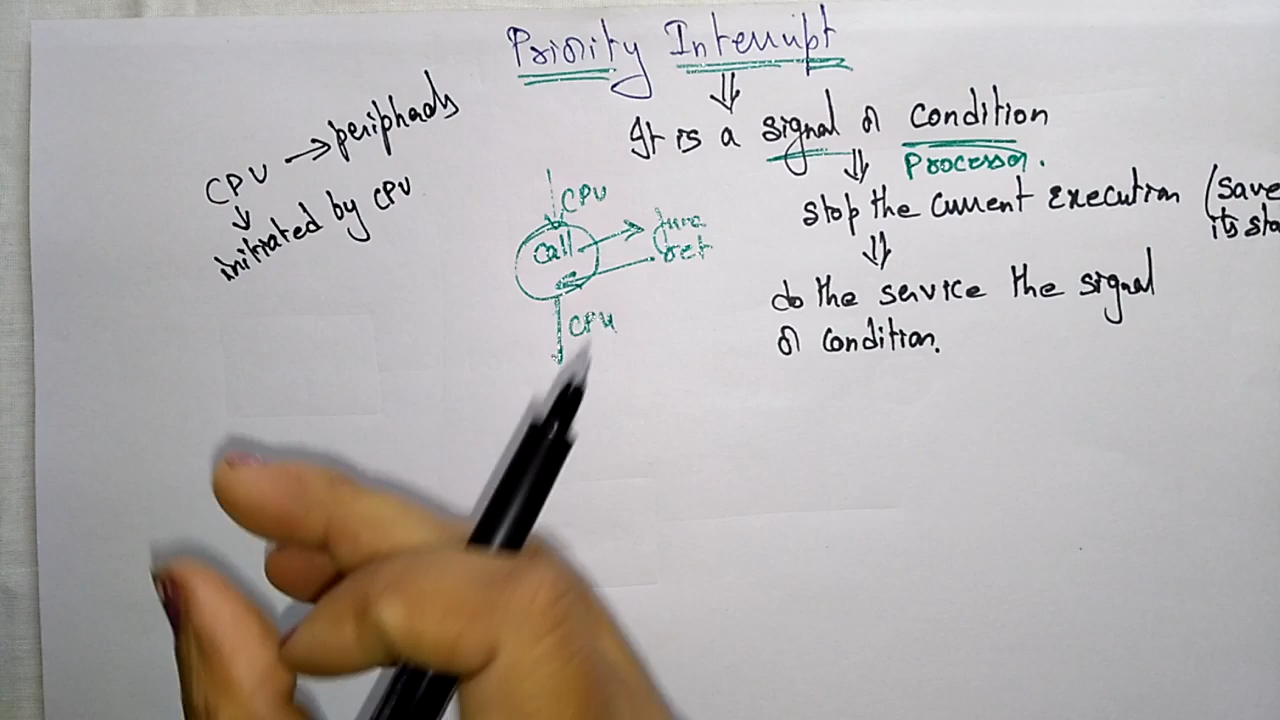 Priority Interrupt
It is a signal or condition
Processor.
stop the current execution (save
its sta
do the service the signal
or condition.
CPU → peripherals
initiated by CPU
CPU
call
func
ret
CPU